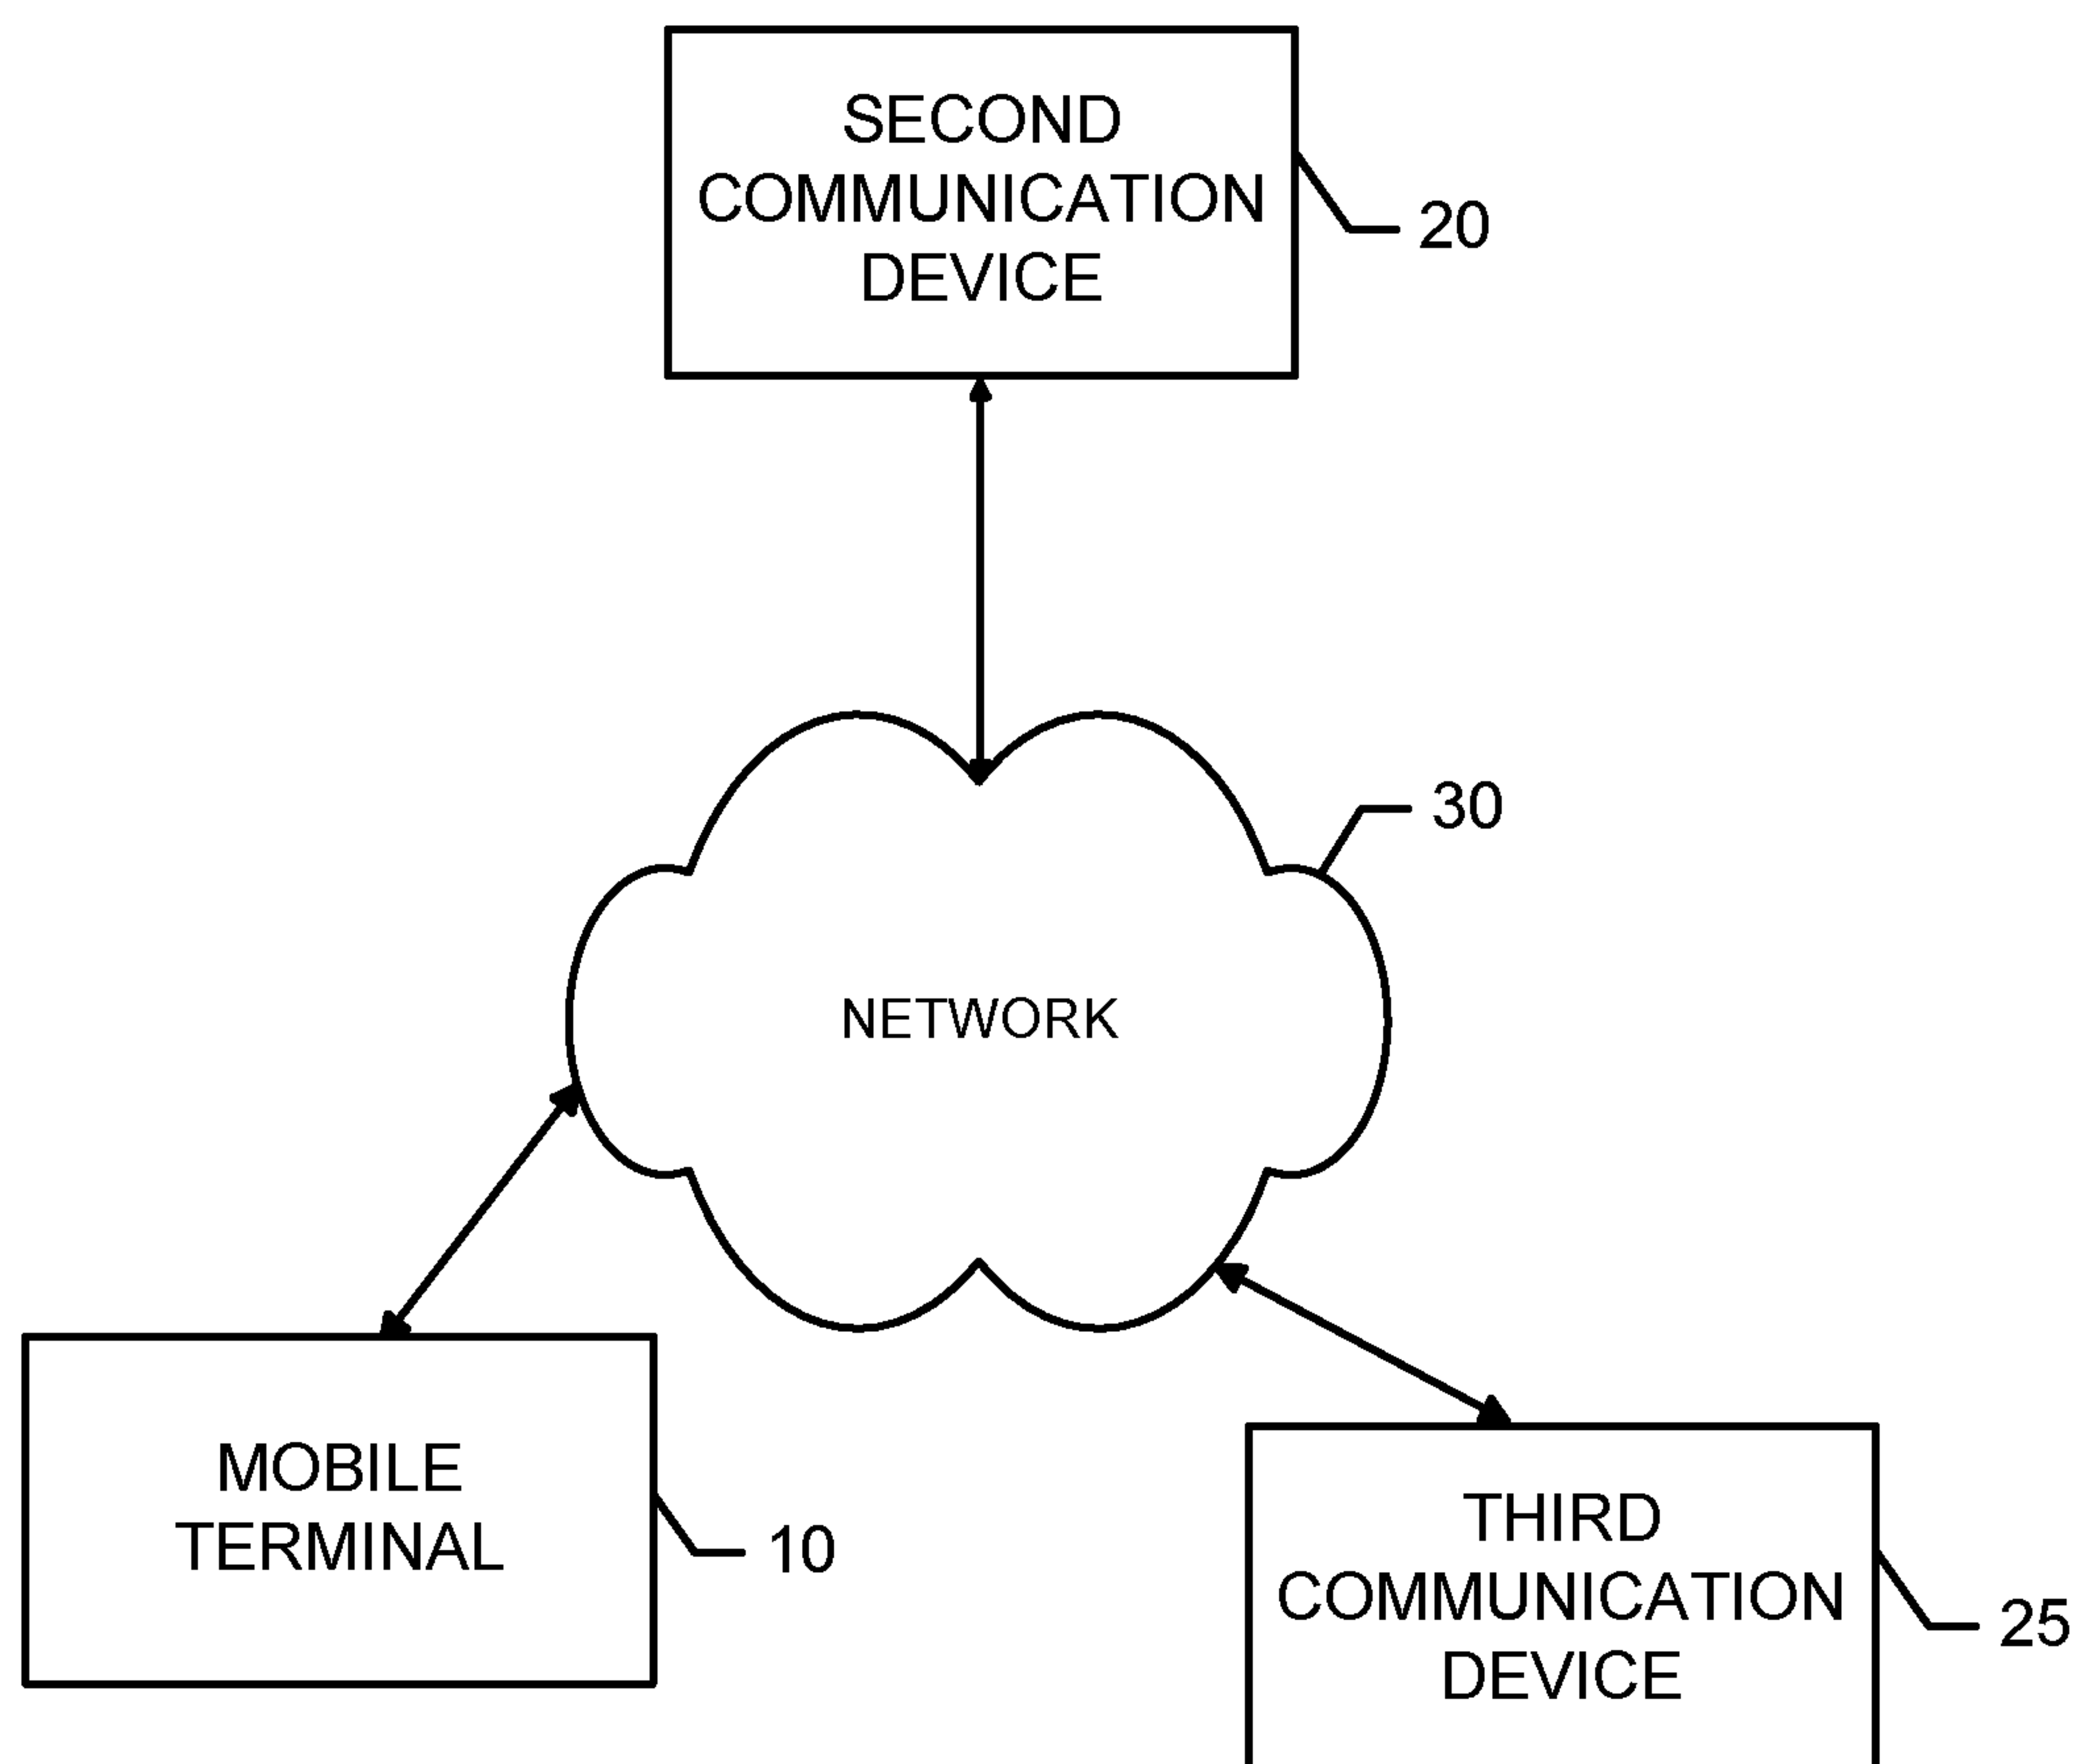 SECOND
COMMUNICATION
DEVICE
20
30
NETWORK
MOBILE
TERMINAL
10
THIRD
COMMUNICATION
DEVICE
25